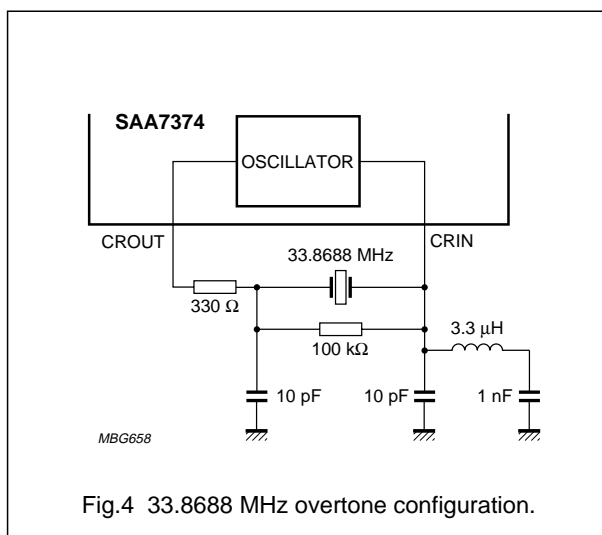 SAA7374
OSCILLATOR
CROUT
CRIN
33.8688 MHz
330 Ω
100 kΩ
3.3 μH
10 pF
10 pF
1 nF
MBG658
Fig.4 33.8688 MHz overtone configuration.